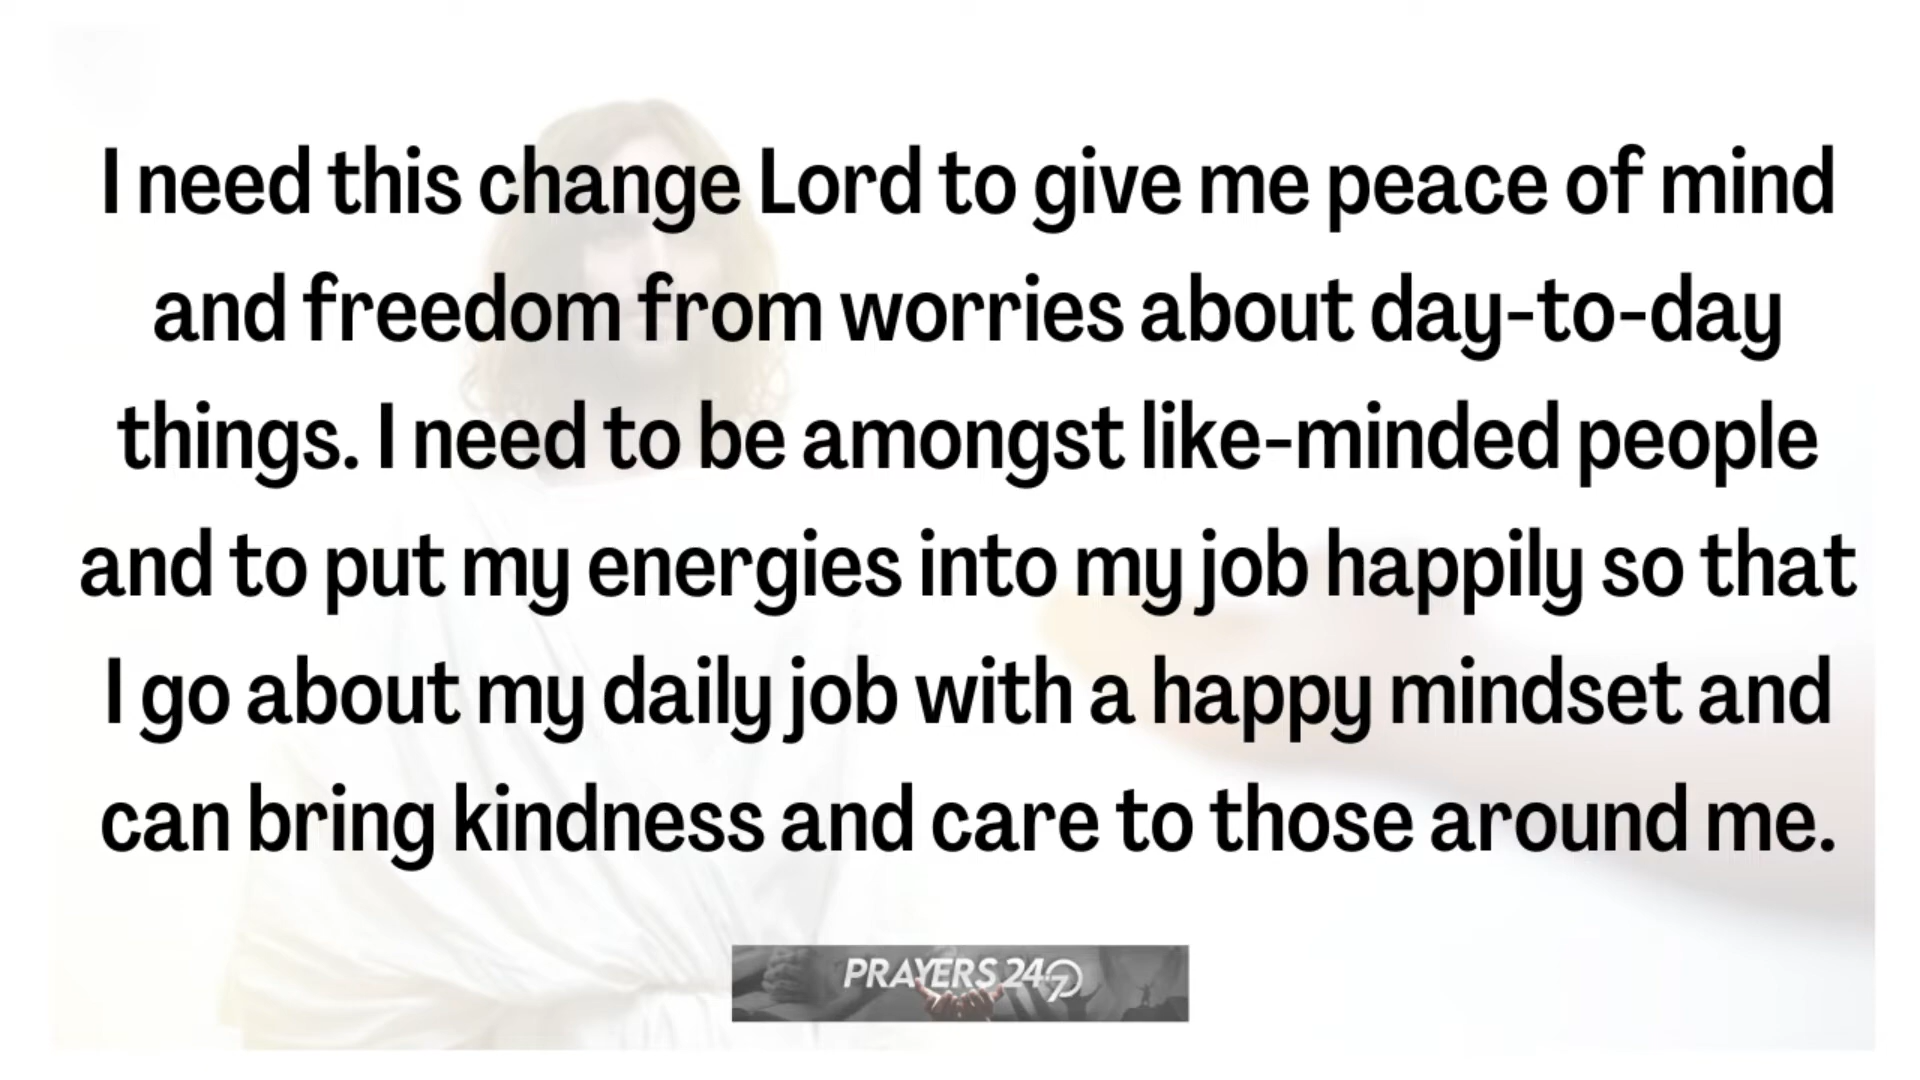 I need this change Lord to give me peace of mind
and freedom from worries about day-to-day
things. I need to be amongst like-minded people
and to put my energies into my job happily so that
I go about my daily job with a happy mindset and
can bring kindness and care to those around me.
PRAYERS 24/7